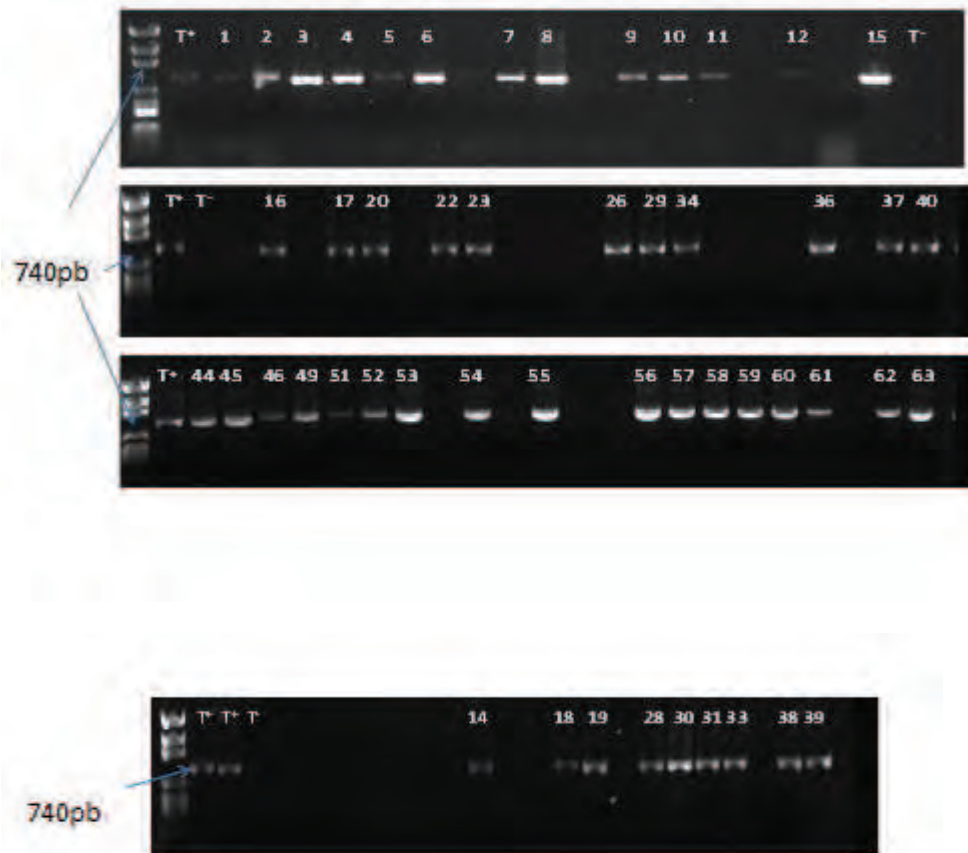 T+ 1 2 3 4 5 6 7 8 9 10 11 12 15 T-
T+ T- 16 17 20 22 23 26 29 34 36 37 40
740pb
T+ 44 45 46 49 51 52 53 54 55 56 57 58 59 60 61 62 63
T+ T+ T- 14 18 19 28 30 31 33 38 39
740pb